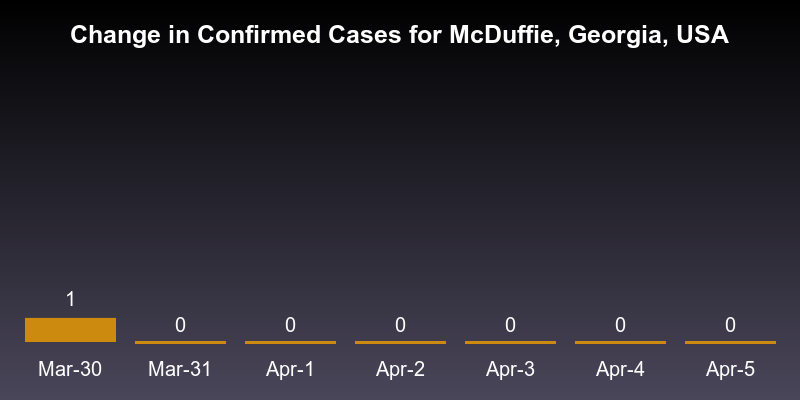 Change in Confirmed Cases for McDuffie, Georgia, USA
1 0 0 0 0 0 0
Mar-30 Mar-31 Apr-1 Apr-2 Apr-3 Apr-4 Apr-5